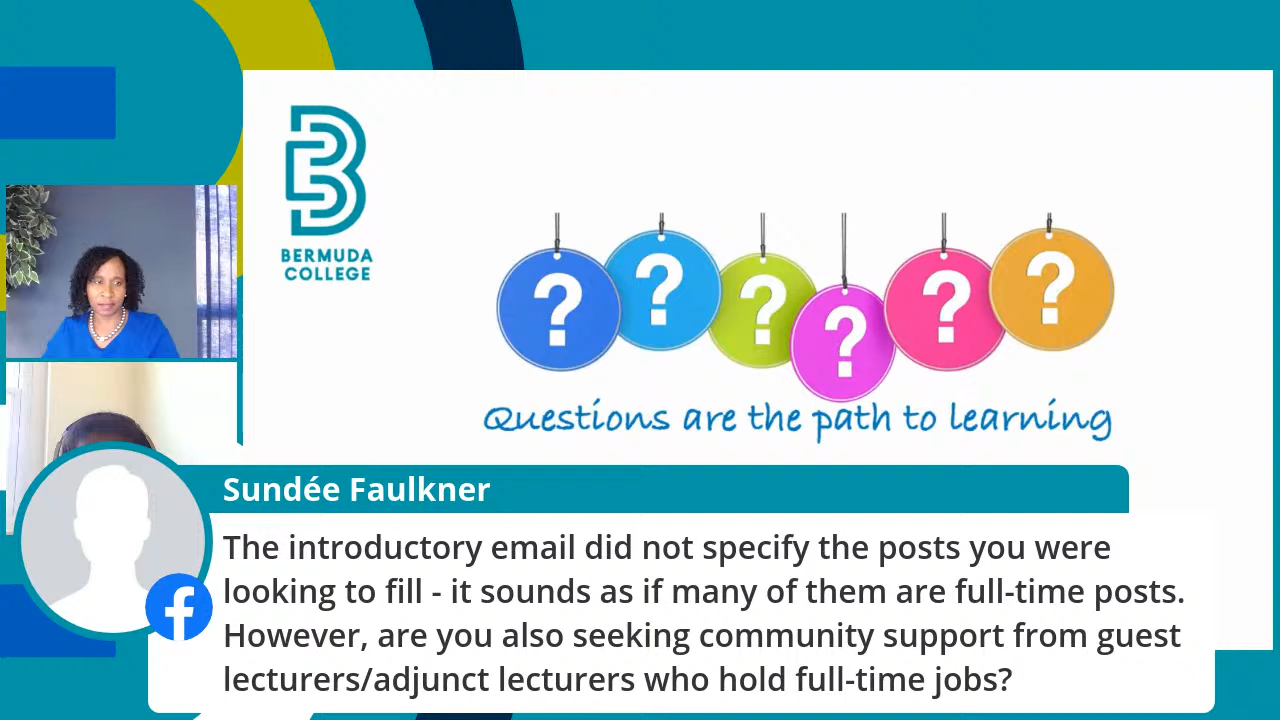 BERMUDA
COLLEGE
? ? ? ? ? ?
Questions are the path to learning
Sundée Faulkner
The introductory email did not specify the posts you were
looking to fill - it sounds as if many of them are full-time posts.
However, are you also seeking community support from guest
lecturers/adjunct lecturers who hold full-time jobs?